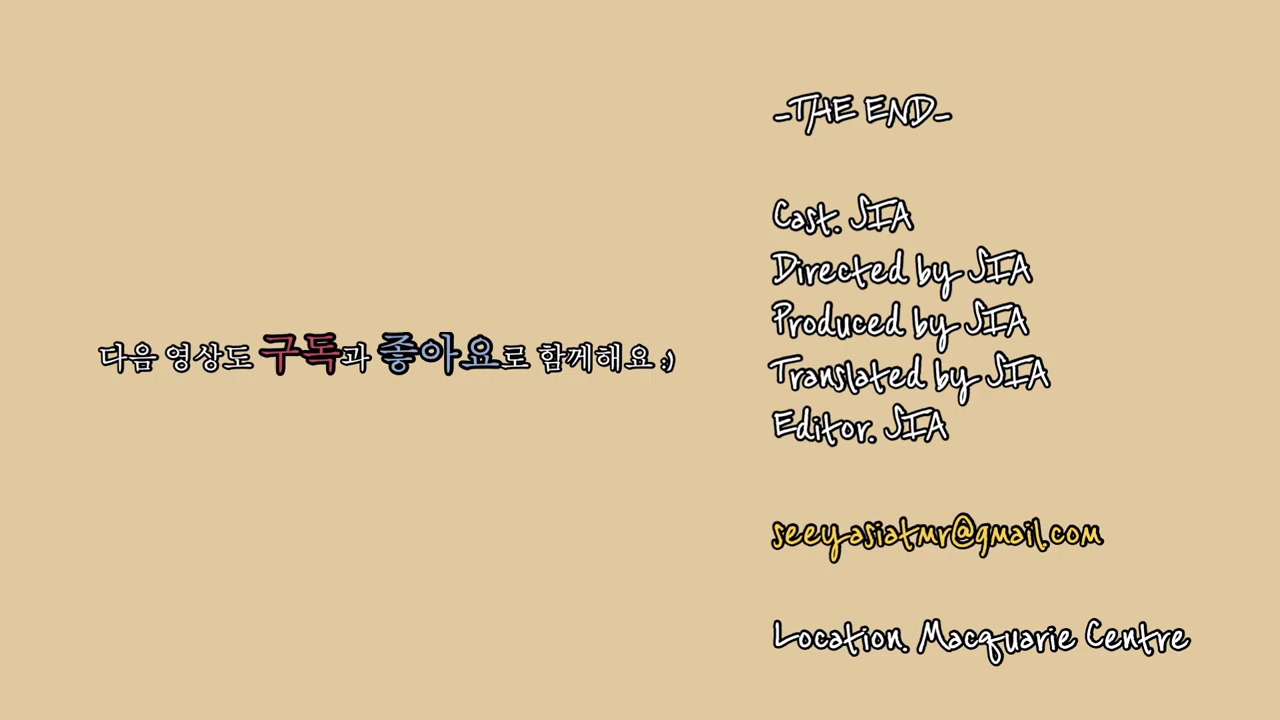 다음 영상도 구독과 좋아요로 함께해요 :)
-THE END-
Cast. SIA
Directed by SIA
Produced by SIA
Translated by SIA
Editor. SIA
seeyasiatmr@gmail.com
Location. Macquarie Centre